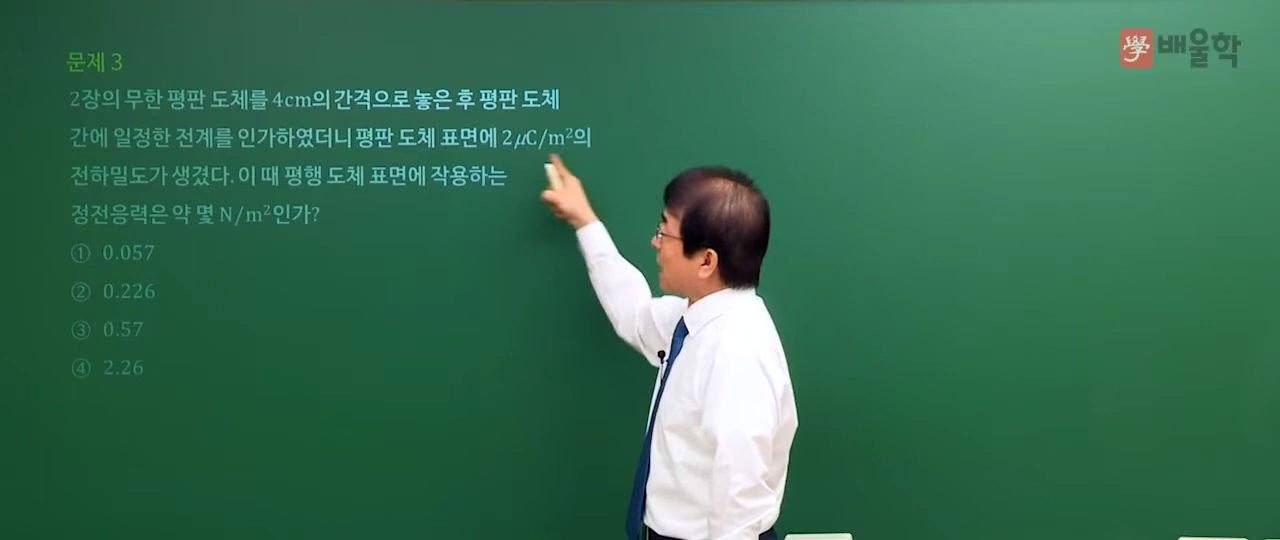 學 배울학
문제 3
2장의 무한 평판 도체를 4cm의 간격으로 놓은 후 평판 도체
간에 일정한 전계를 인가하였더니 평판 도체 표면에 2μC/m²의
전하밀도가 생겼다. 이 때 평행 도체 표면에 작용하는
정전응력은 약 몇 N/m²인가?
① 0.057
② 0.226
③ 0.57
④ 2.26